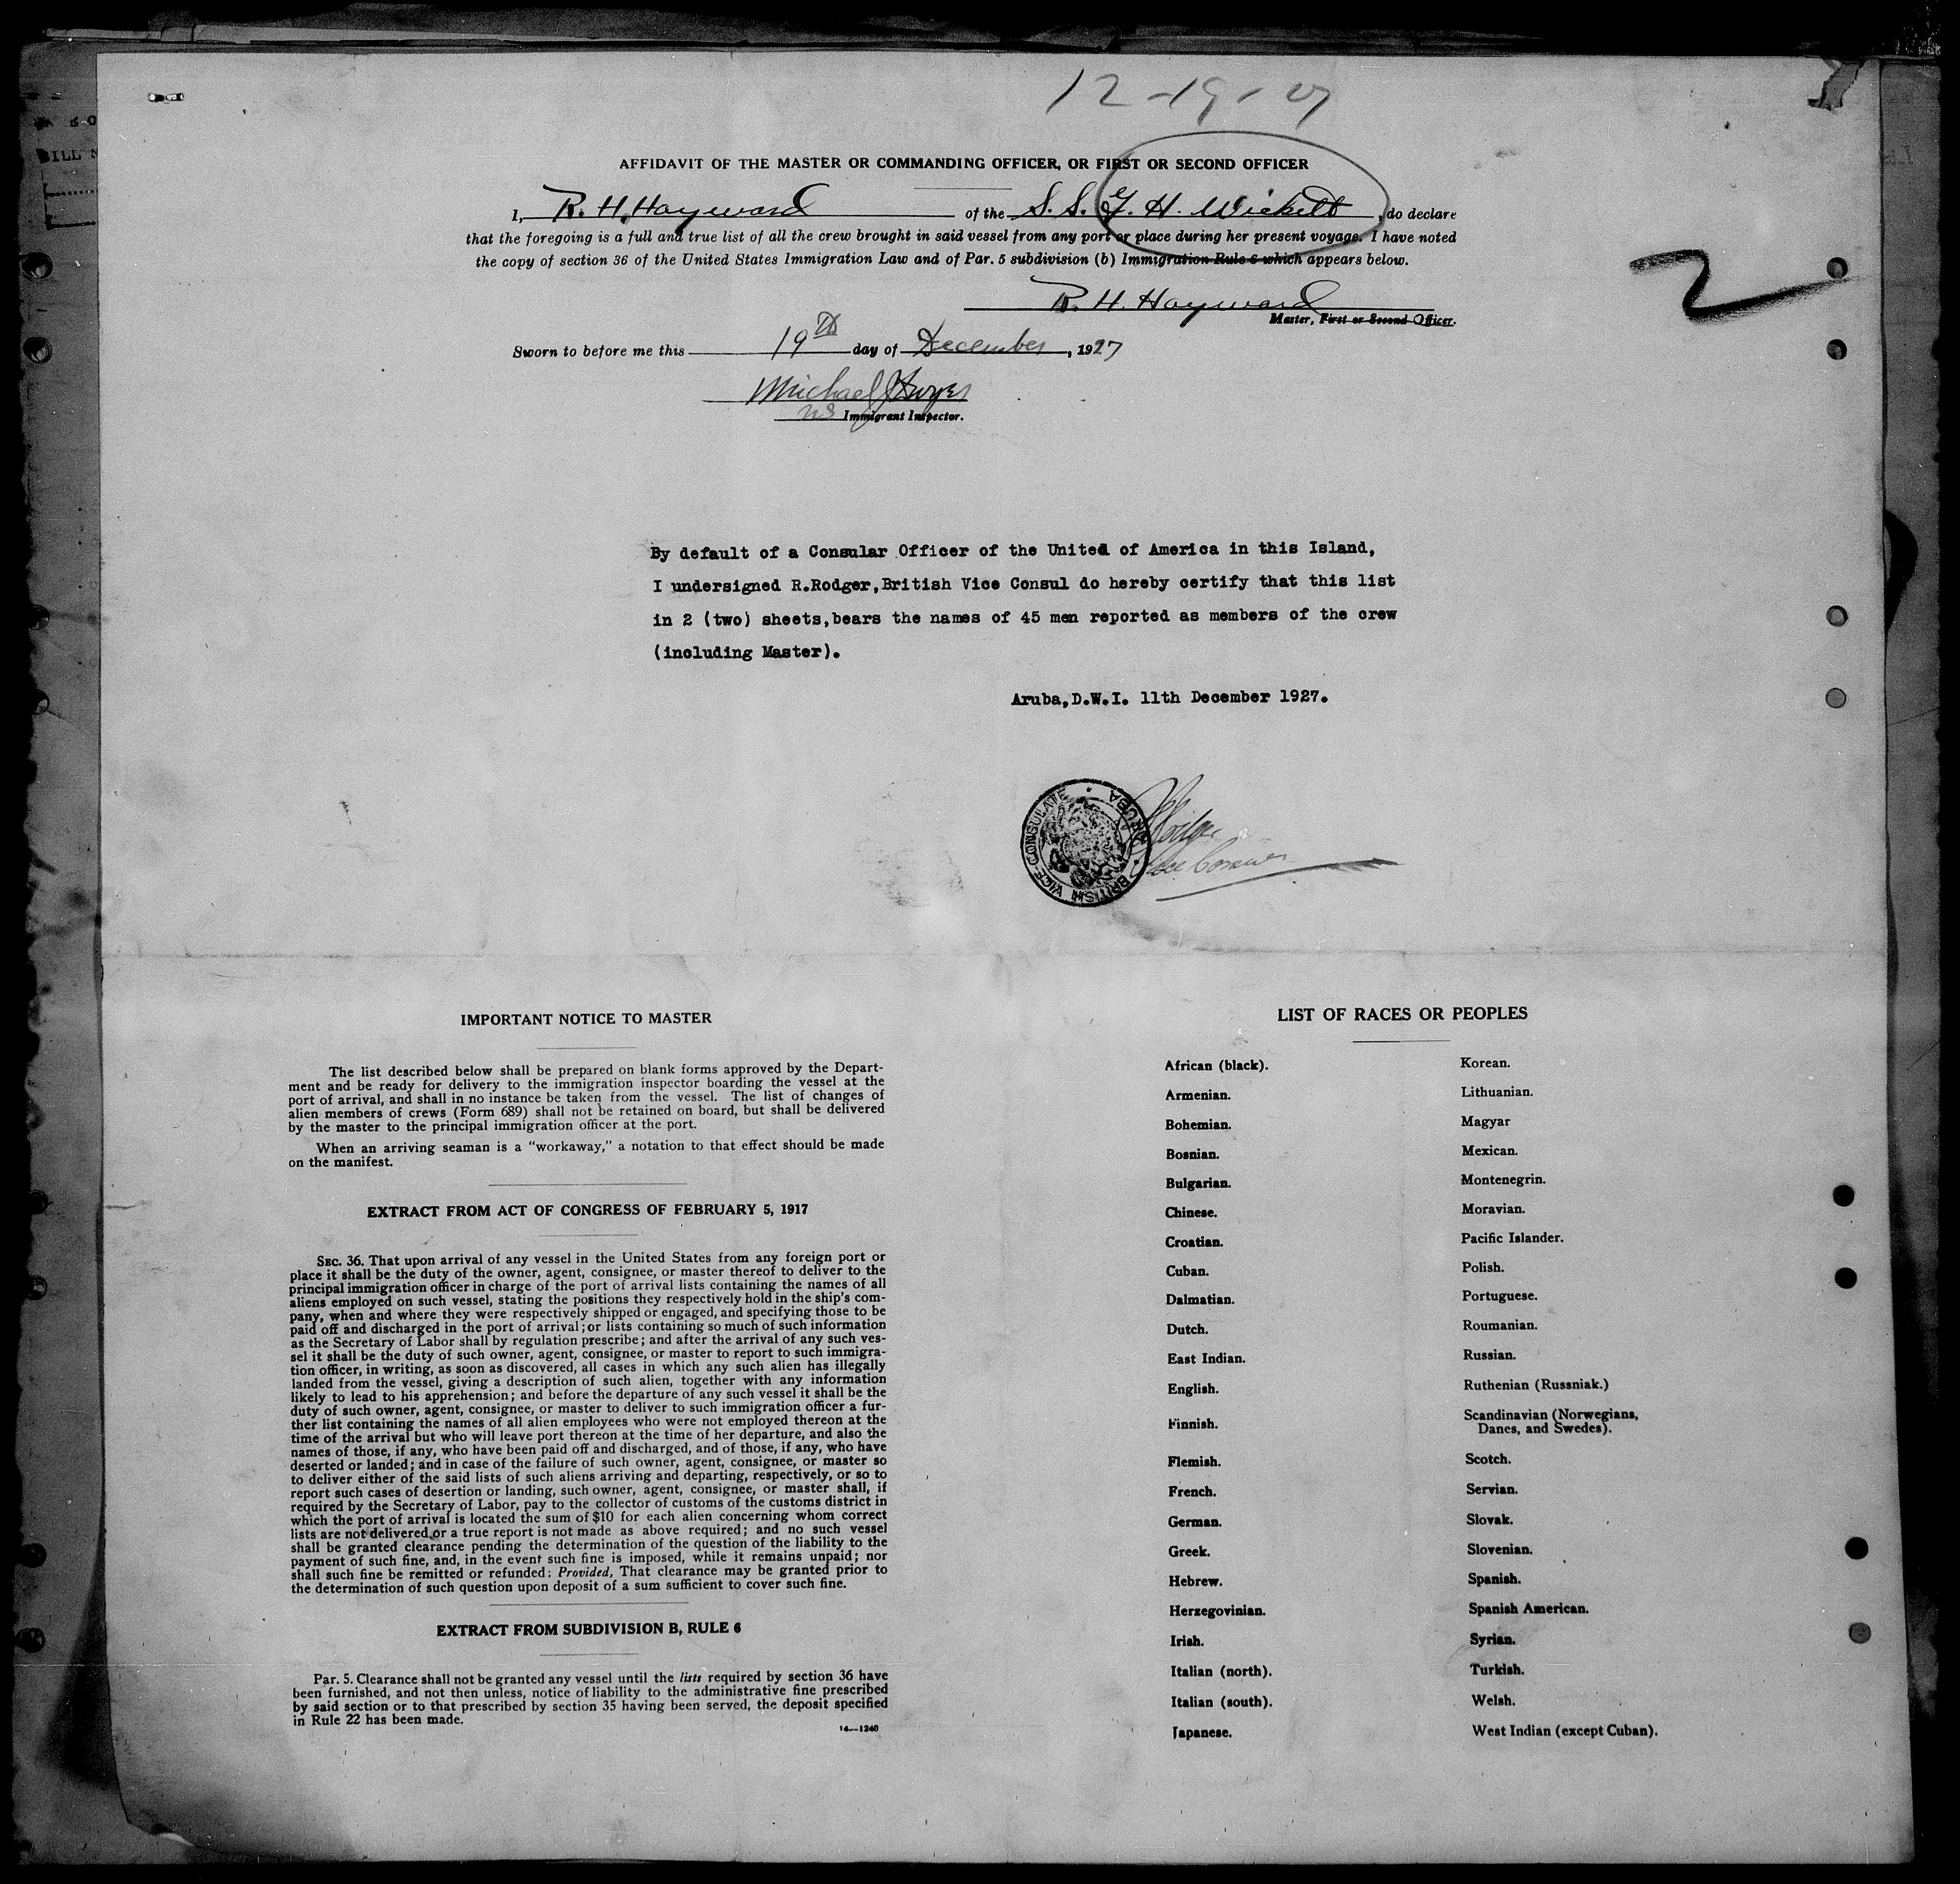 12-19-27
AFFIDAVIT OF THE MASTER OR COMMANDING OFFICER, OR FIRST OR SECOND OFFICER
I, R. H. Hayward of the S. S. G. H. Wickett, do declare
that the foregoing is a full and true list of all the crew brought in said vessel from any port or place during her present voyage. I have noted
the copy of section 36 of the United States Immigration Law and of Par. 5 subdivision (b) Immigration Rule 6 which appears below.
R. H. Hayward
Master, First or Second Officer.
2
Sworn to before me this 19th day of December, 1927
Michael
US Immigrant Inspector.
By default of a Consular Officer of the United of America in this Island,
I undersigned R.Rodger,British Vice Consul do hereby certify that this list
in 2 (two) sheets,bears the names of 45 men reported as members of the crew
(including Master).
Aruba,D.W.I. 11th December 1927.
BRITISH VICE-CONSULATE * ARUBA *
Rodger
Vice Consul
IMPORTANT NOTICE TO MASTER
The list described below shall be prepared on blank forms approved by the Depart-
ment and be ready for delivery to the immigration inspector boarding the vessel at the
port of arrival, and shall in no instance be taken from the vessel. The list of changes of
alien members of crews (Form 689) shall not be retained on board, but shall be delivered
by the master to the principal immigration officer at the port.
When an arriving seaman is a "workaway," a notation to that effect should be made
on the manifest.
EXTRACT FROM ACT OF CONGRESS OF FEBRUARY 5, 1917
SEC. 36. That upon arrival of any vessel in the United States from any foreign port or
place it shall be the duty of the owner, agent, consignee, or master thereof to deliver to the
principal immigration officer in charge of the port of arrival lists containing the names of all
aliens employed on such vessel, stating the positions they respectively hold in the ship's com-
pany, when and where they were respectively shipped or engaged, and specifying those to be
paid off and discharged in the port of arrival; or lists containing so much of such information
as the Secretary of Labor shall by regulation prescribe; and after the arrival of any such ves-
sel it shall be the duty of such owner, agent, consignee, or master to report to such immigra-
tion officer, in writing, as soon as discovered, all cases in which any such alien has illegally
landed from the vessel, giving a description of such alien, together with any information
likely to lead to his apprehension; and before the departure of any such vessel it shall be the
duty of such owner, agent, consignee, or master to deliver to such immigration officer a fur-
ther list containing the names of all alien employees who were not employed thereon at the
time of the arrival but who will leave port thereon at the time of her departure, and also the
names of those, if any, who have been paid off and discharged, and of those, if any, who have
deserted or landed; and in case of the failure of such owner, agent, consignee, or master so
to deliver either of the said lists of such aliens arriving and departing, respectively, or so to
report such cases of desertion or landing, such owner, agent, consignee, or master shall, if
required by the Secretary of Labor, pay to the collector of customs of the customs district in
which the port of arrival is located the sum of $10 for each alien concerning whom correct
lists are not delivered or a true report is not made as above required; and no such vessel
shall be granted clearance pending the determination of the question of the liability to the
payment of such fine, and, in the event such fine is imposed, while it remains unpaid; nor
shall such fine be remitted or refunded: Provided, That clearance may be granted prior to
the determination of such question upon deposit of a sum sufficient to cover such fine.
EXTRACT FROM SUBDIVISION B, RULE 6
Par. 5. Clearance shall not be granted any vessel until the lists required by section 36 have
been furnished, and not then unless, notice of liability to the administrative fine prescribed
by said section or to that prescribed by section 35 having been served, the deposit specified
in Rule 22 has been made.
14—1240
LIST OF RACES OR PEOPLES
African (black).
Armenian.
Bohemian.
Bosnian.
Bulgarian.
Chinese.
Croatian.
Cuban.
Dalmatian.
Dutch.
East Indian.
English.
Finnish.
Flemish.
French.
German.
Greek.
Hebrew.
Herzegovinian.
Irish.
Italian (north).
Italian (south).
Japanese.
Korean.
Lithuanian.
Magyar
Mexican.
Montenegrin.
Moravian.
Pacific Islander.
Polish.
Portuguese.
Roumanian.
Russian.
Ruthenian (Russniak.)
Scandinavian (Norwegians,
Danes, and Swedes).
Scotch.
Servian.
Slovak.
Slovenian.
Spanish.
Spanish American.
Syrian.
Turkish.
Welsh.
West Indian (except Cuban).